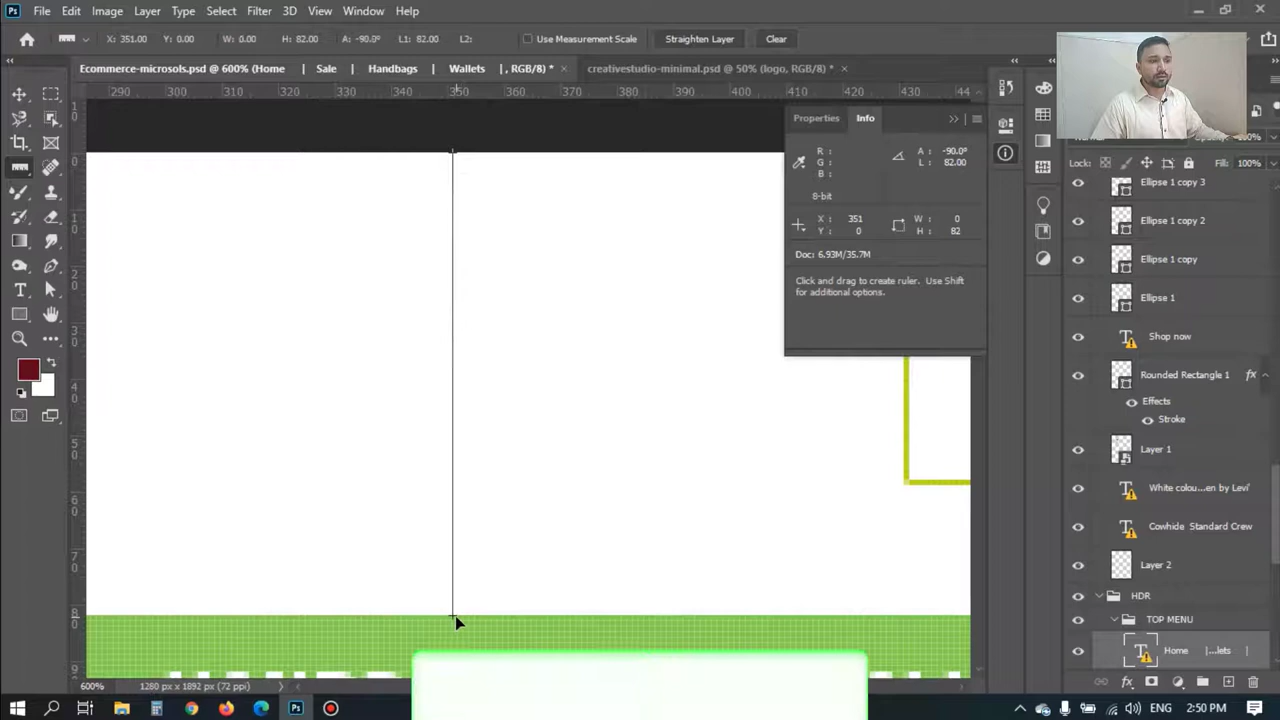 File Edit Image Layer Type Select Filter 3D View Window Help
X: 351.00 Y: 0.00 W: 0.00 H: 82.00 A: -90.0° L1: 82.00 L2: Use Measurement Scale Straighten Layer Clear
Ecommerce-microsols.psd @ 600% (Home | Sale | Handbags | Wallets |, RGB/8) * creativestudio-minimal.psd @ 50% (logo, RGB/8) *
290 300 310 320 330 340 350 360 370 380 390 400 410 420 430 44
Properties Info
R :
G :
B :
A : -90.0°
L : 82.00
8-bit
X : 351
Y : 0
W : 0
H : 82
Doc: 6.93M/35.7M
Click and drag to create ruler. Use Shift
for additional options.
Lock: Fill: 100%
Ellipse 1 copy 3
Ellipse 1 copy 2
Ellipse 1 copy
Ellipse 1
Shop now
Rounded Rectangle 1 fx
Effects
Stroke
Layer 1
White colou...en by Levi'
Cowhide Standard Crew
Layer 2
HDR
TOP MENU
Home |...lets |
600% 1280 px x 1892 px (72 ppi)
ENG 2:50 PM